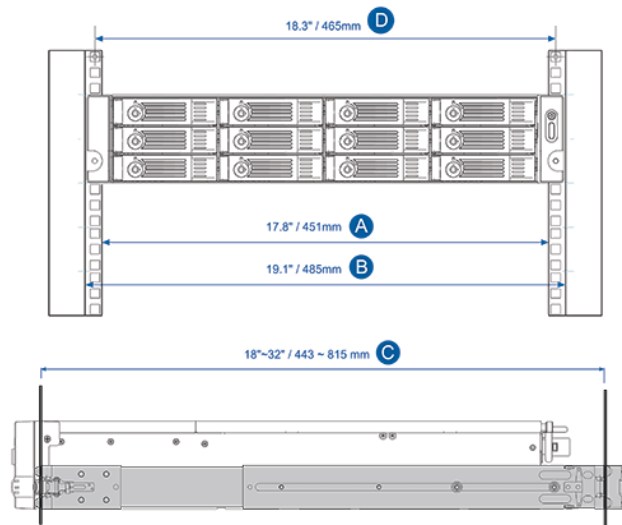 18.3" / 465mm D
17.8" / 451mm A
19.1" / 485mm B
18"~32" / 443 ~ 815 mm C